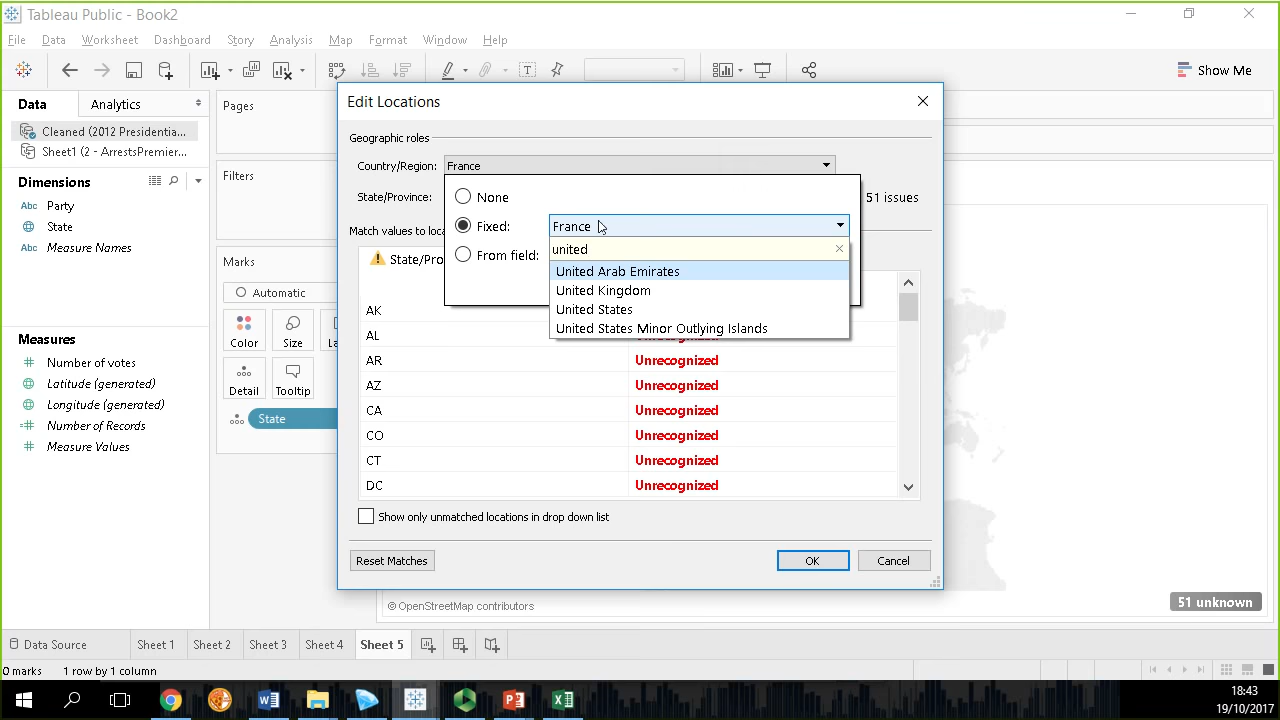 Tableau Public - Book2
File Data Worksheet Dashboard Story Analysis Map Format Window Help
Show Me
Data Analytics
Cleaned (2012 Presidentia...
Sheet1 (2 - ArrestsPremier...
Dimensions
Abc Party
State
Abc Measure Names
Measures
Number of votes
Latitude (generated)
Longitude (generated)
Number of Records
Measure Values
Pages
Filters
Marks
Automatic
Color Size
Detail Tooltip
State
Edit Locations
Geographic roles
Country/Region: France
State/Province: 51 issues
None
Fixed: France
united
From field:
United Arab Emirates
United Kingdom
United States
United States Minor Outlying Islands
Match values to loca
State/Pro
AK
AL
AR Unrecognized
AZ Unrecognized
CA Unrecognized
CO Unrecognized
CT Unrecognized
DC Unrecognized
Show only unmatched locations in drop down list
Reset Matches OK Cancel
© OpenStreetMap contributors
51 unknown
Data Source Sheet 1 Sheet 2 Sheet 3 Sheet 4 Sheet 5
0 marks 1 row by 1 column
18:43
19/10/2017